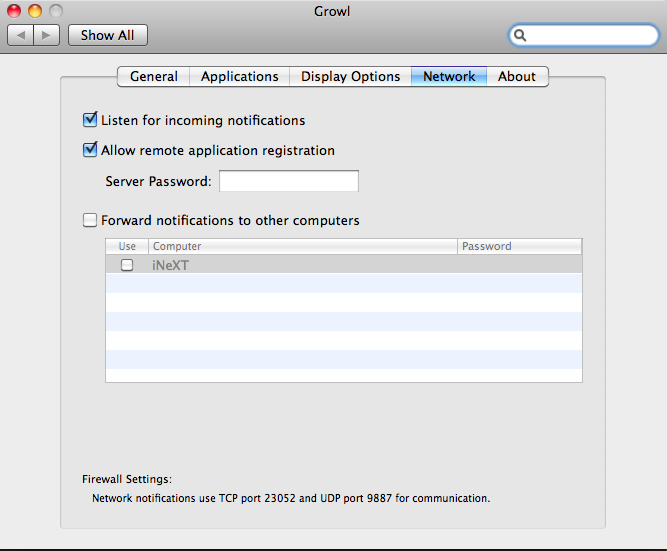 Growl
Show All
General Applications Display Options Network About
Listen for incoming notifications
Allow remote application registration
Server Password:
Forward notifications to other computers
Use Computer Password
iNeXT
Firewall Settings:
Network notifications use TCP port 23052 and UDP port 9887 for communication.